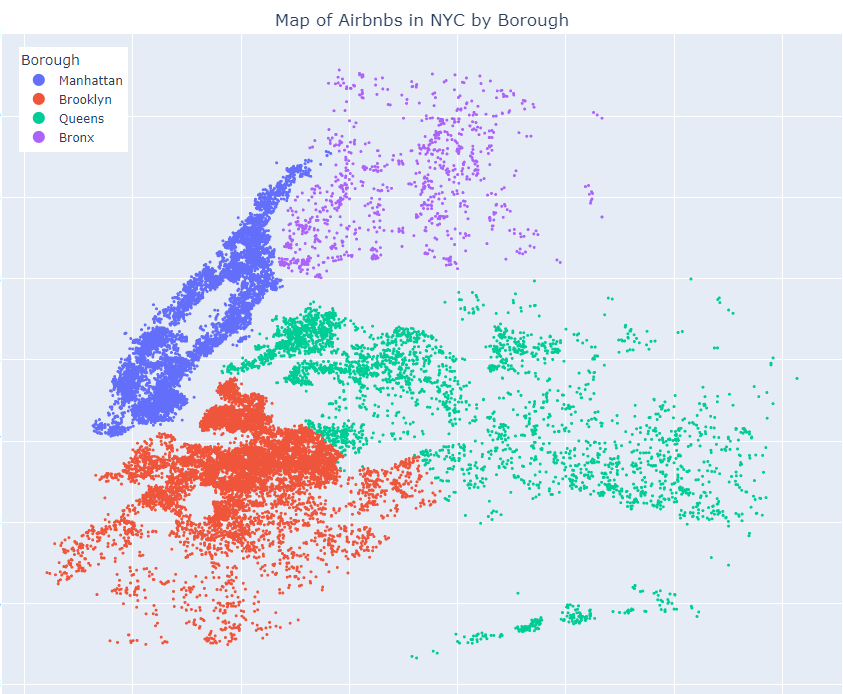 Map of Airbnbs in NYC by Borough
Borough
Manhattan
Brooklyn
Queens
Bronx